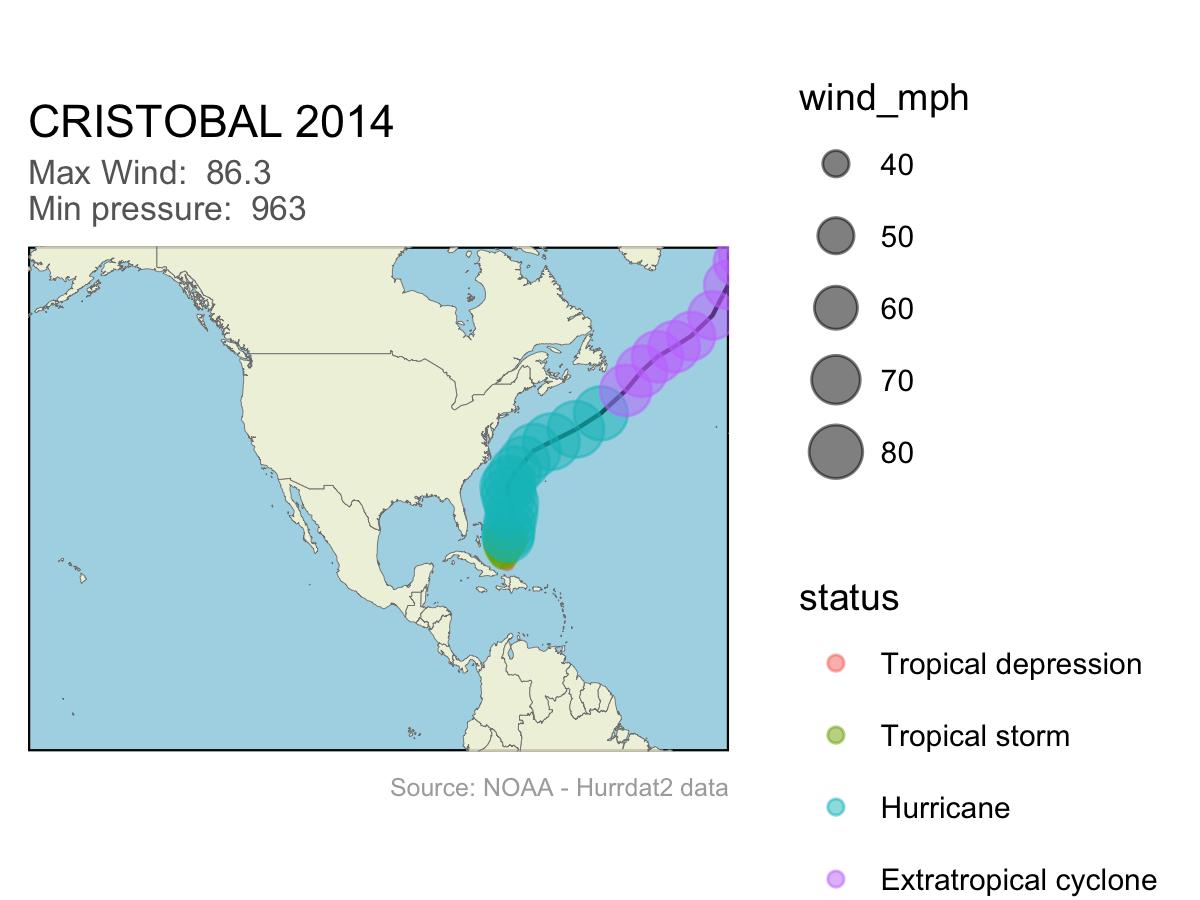 CRISTOBAL 2014
Max Wind:  86.3
Min pressure:  963
wind_mph
40
50
60
70
80
status
Tropical depression
Tropical storm
Hurricane
Extratropical cyclone
Source: NOAA - Hurrdat2 data